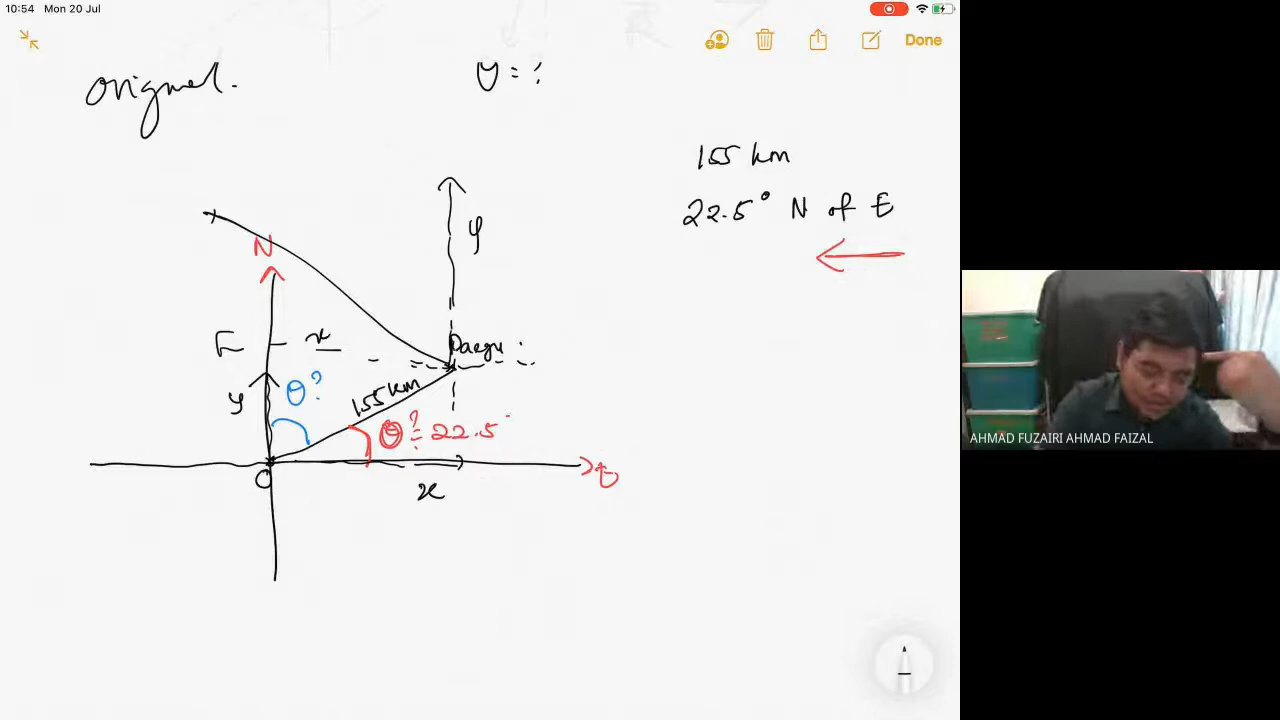 10:54 Mon 20 Jul
Done
original.
θ = ?
155 km
22.5° N of E
N
y
x
Daegu
y
θ?
155 km
θ? = 22.5°
O
E
x
AHMAD FUZAIRI AHMAD FAIZAL